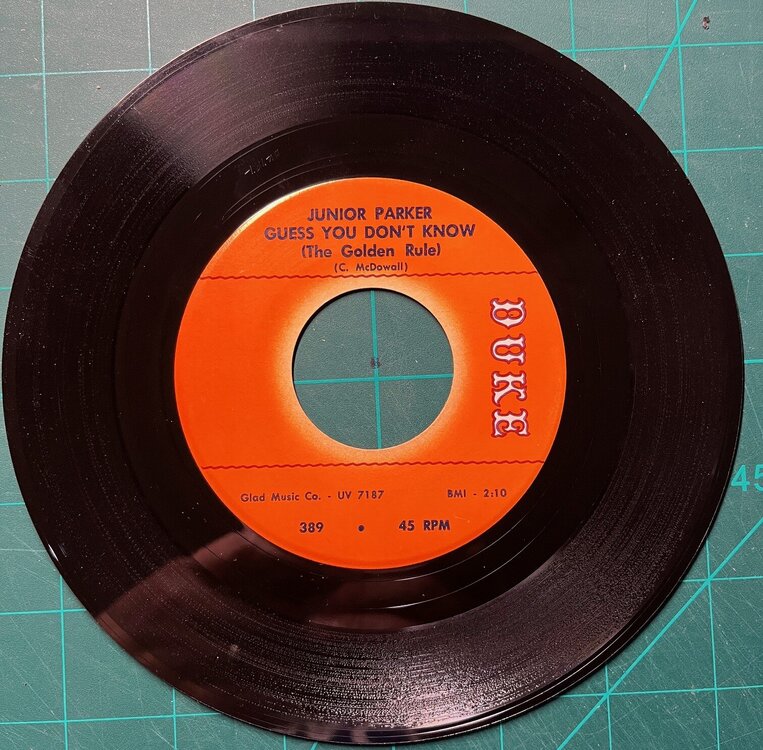 JUNIOR PARKER
GUESS YOU DON'T KNOW
(The Golden Rule)
(C. McDowall)
DUKE
Glad Music Co. - UV 7187 BMI - 2:10
389 • 45 RPM
45